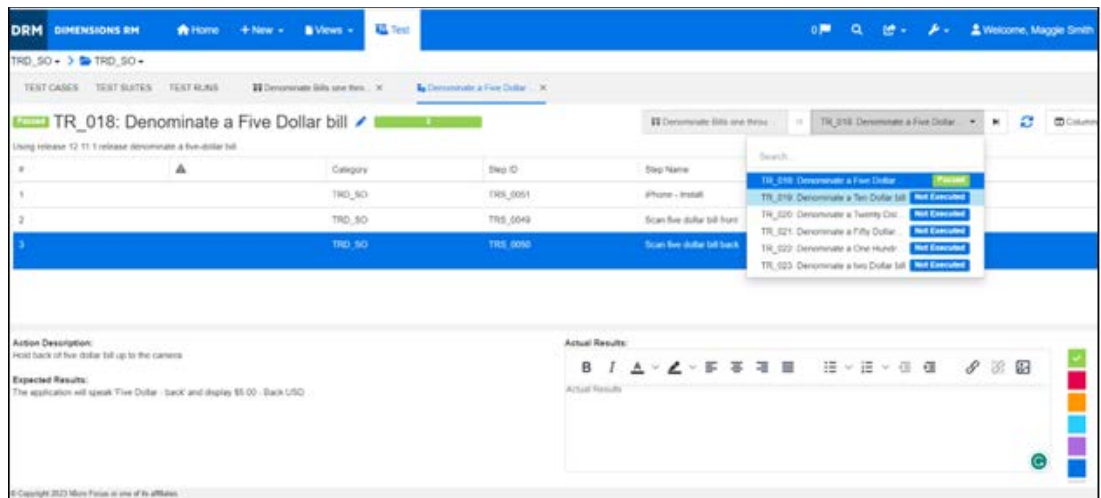 DRM DIMENSIONS RM Home + New Views Test 0 Welcome, Maggie Smith
TRD_SO > TRD_SO
TEST CASES TEST SUITES TEST RUNS Denominate Bills one thro... × Denominate a Five Dollar ... ×
Passed TR_018: Denominate a Five Dollar bill 3 Denominate Bills one throu... TR_018: Denominate a Five Dollar... Column
Using release 12.11.1 release denominate a five-dollar bill
# Category Step ID Step Name
Search...
1 TRD_SO TRS_0051 iPhone - Install
TR_018: Denominate a Five Dollar Passed
TR_019: Denominate a Ten Dollar bill Not Executed
2 TRD_SO TRS_0049 Scan five dollar bill front
TR_020: Denominate a Twenty Dol... Not Executed
TR_021: Denominate a Fifty Dollar... Not Executed
3 TRD_SO TRS_0050 Scan five dollar bill back
TR_022: Denominate a One Hundr... Not Executed
TR_023: Denominate a two Dollar bill Not Executed
Action Description:
Hold back of five dollar bill up to the camera
Expected Results:
The application will speak 'Five Dollar - back' and display $5.00 - Back USD
Actual Results:
B I A
Actual Results
© Copyright 2023 Micro Focus or one of its affiliates